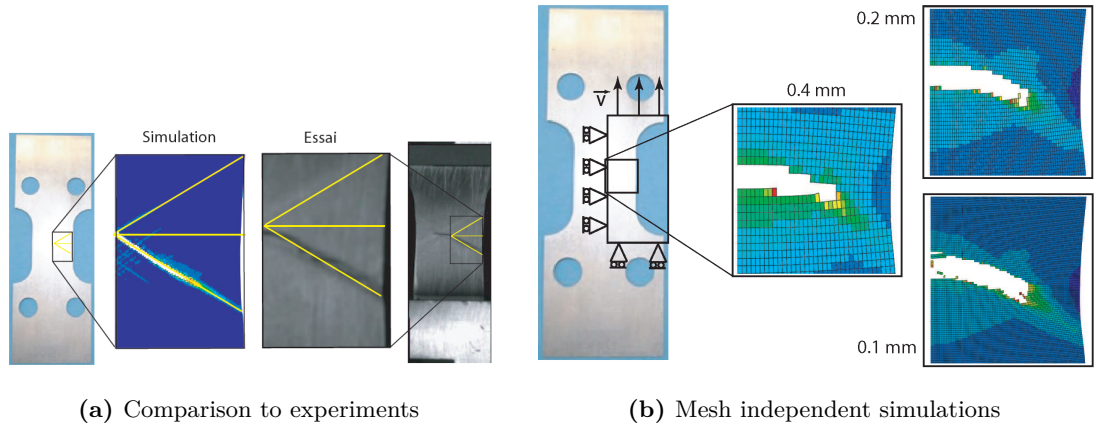 Simulation
Essai
(a) Comparison to experiments
V
0.4 mm
0.2 mm
0.1 mm
(b) Mesh independent simulations